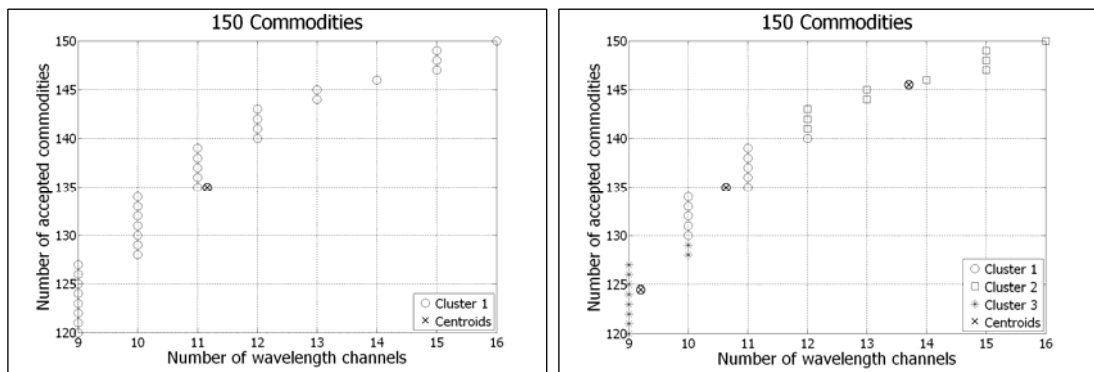 150 Commodities
Number of accepted commodities
150
145
140
135
130
125
120
9 10 11 12 13 14 15 16
Number of wavelength channels
Cluster 1
Centroids
150 Commodities
Number of accepted commodities
150
145
140
135
130
125
120
9 10 11 12 13 14 15 16
Number of wavelength channels
Cluster 1
Cluster 2
Cluster 3
Centroids